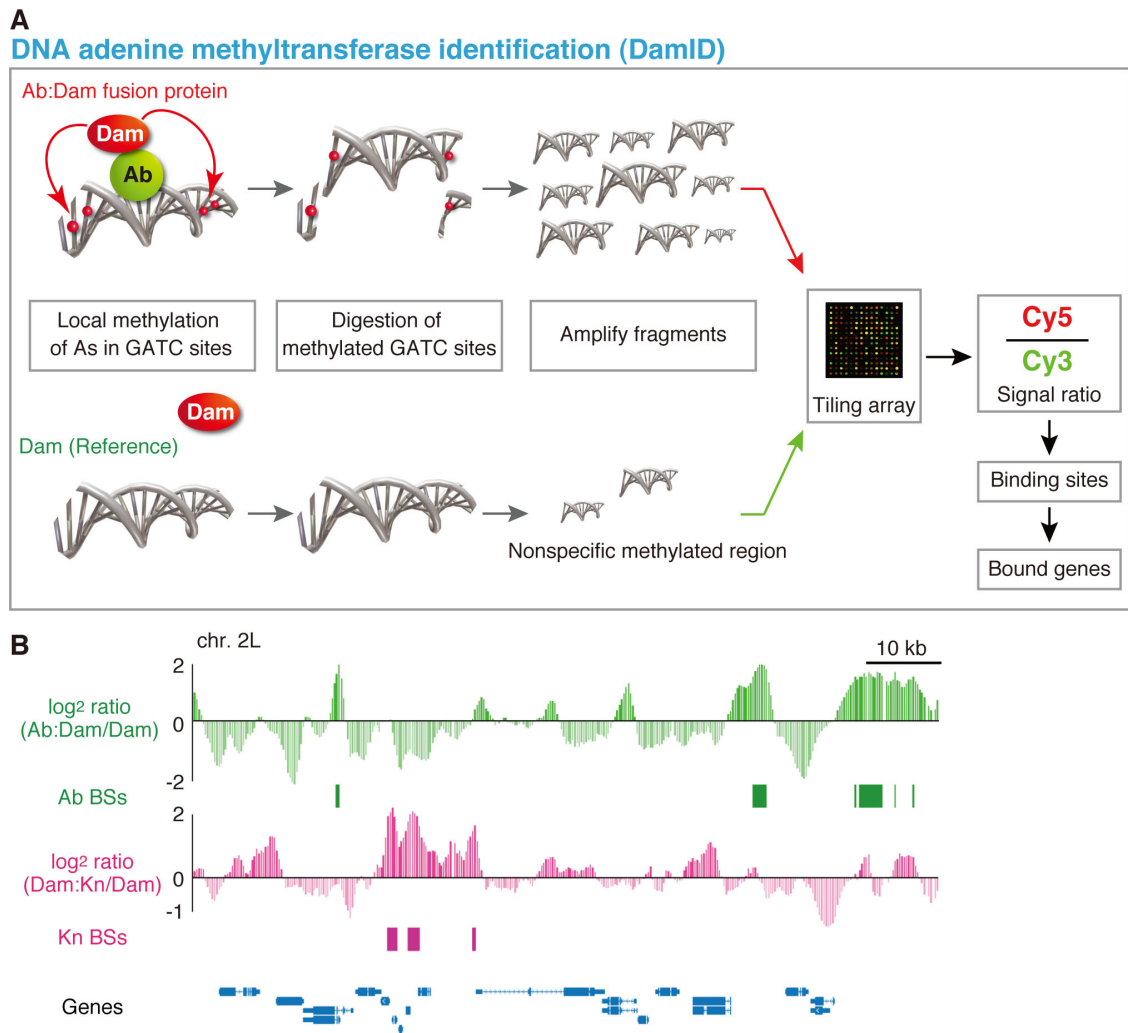 A
DNA adenine methyltransferase identification (DamID)
Ab:Dam fusion protein
Dam
Ab
Local methylation
of As in GATC sites
Digestion of
methylated GATC sites
Amplify fragments
Tiling array
Cy5
Cy3
Signal ratio
Binding sites
Bound genes
Dam
Dam (Reference)
Nonspecific methylated region
B
chr. 2L
10 kb
2
log2 ratio
(Ab:Dam/Dam)
0
-2
Ab BSs
2
log2 ratio
(Dam:Kn/Dam)
0
-1
Kn BSs
Genes